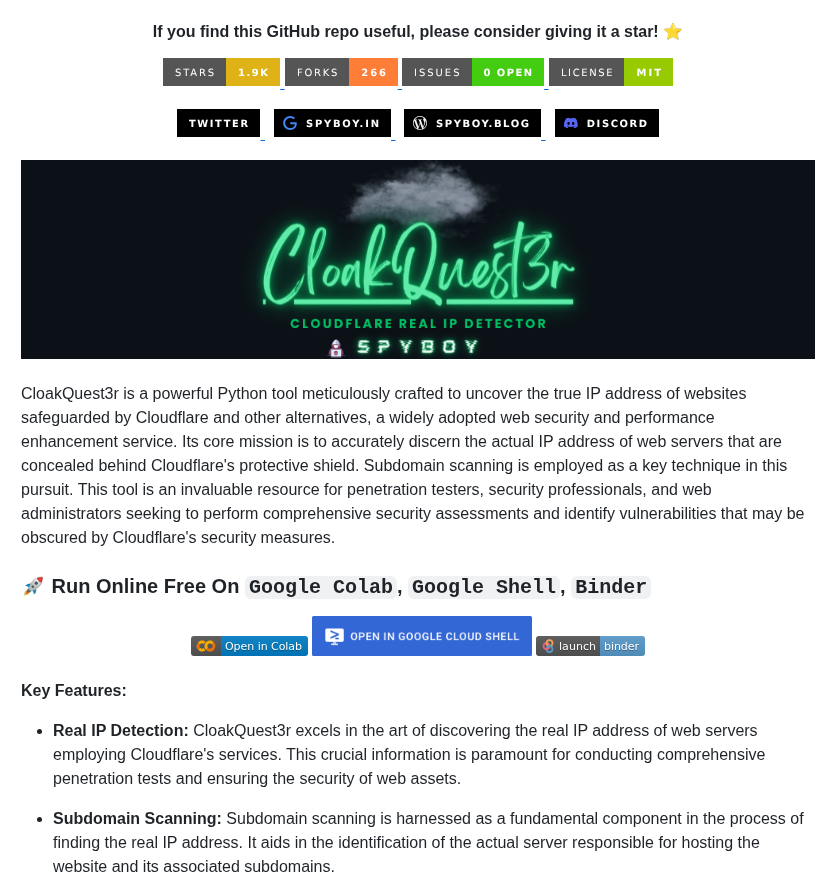 If you find this GitHub repo useful, please consider giving it a star! ⭐
STARS 1.9K FORKS 266 ISSUES 0 OPEN LICENSE MIT
TWITTER SPYBOY.IN SPYBOY.BLOG DISCORD
CloakQuest3r
CLOUDFLARE REAL IP DETECTOR
SPYBOY
CloakQuest3r is a powerful Python tool meticulously crafted to uncover the true IP address of websites
safeguarded by Cloudflare and other alternatives, a widely adopted web security and performance
enhancement service. Its core mission is to accurately discern the actual IP address of web servers that are
concealed behind Cloudflare's protective shield. Subdomain scanning is employed as a key technique in this
pursuit. This tool is an invaluable resource for penetration testers, security professionals, and web
administrators seeking to perform comprehensive security assessments and identify vulnerabilities that may be
obscured by Cloudflare's security measures.
🚀 Run Online Free On Google Colab, Google Shell, Binder
Open in Colab OPEN IN GOOGLE CLOUD SHELL launch binder
Key Features:
• Real IP Detection: CloakQuest3r excels in the art of discovering the real IP address of web servers
employing Cloudflare's services. This crucial information is paramount for conducting comprehensive
penetration tests and ensuring the security of web assets.
• Subdomain Scanning: Subdomain scanning is harnessed as a fundamental component in the process of
finding the real IP address. It aids in the identification of the actual server responsible for hosting the
website and its associated subdomains.